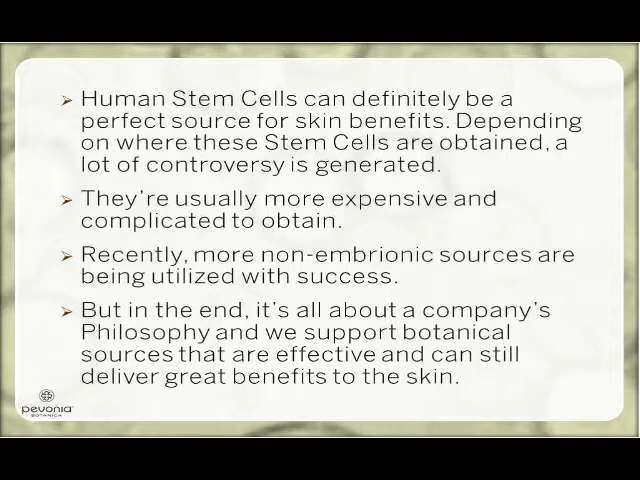 Human Stem Cells can definitely be a
perfect source for skin benefits. Depending
on where these Stem Cells are obtained, a
lot of controversy is generated.
They're usually more expensive and
complicated to obtain.
Recently, more non-embrionic sources are
being utilized with success.
But in the end, it's all about a company's
Philosophy and we support botanical
sources that are effective and can still
deliver great benefits to the skin.
pevonia
BOTANICA